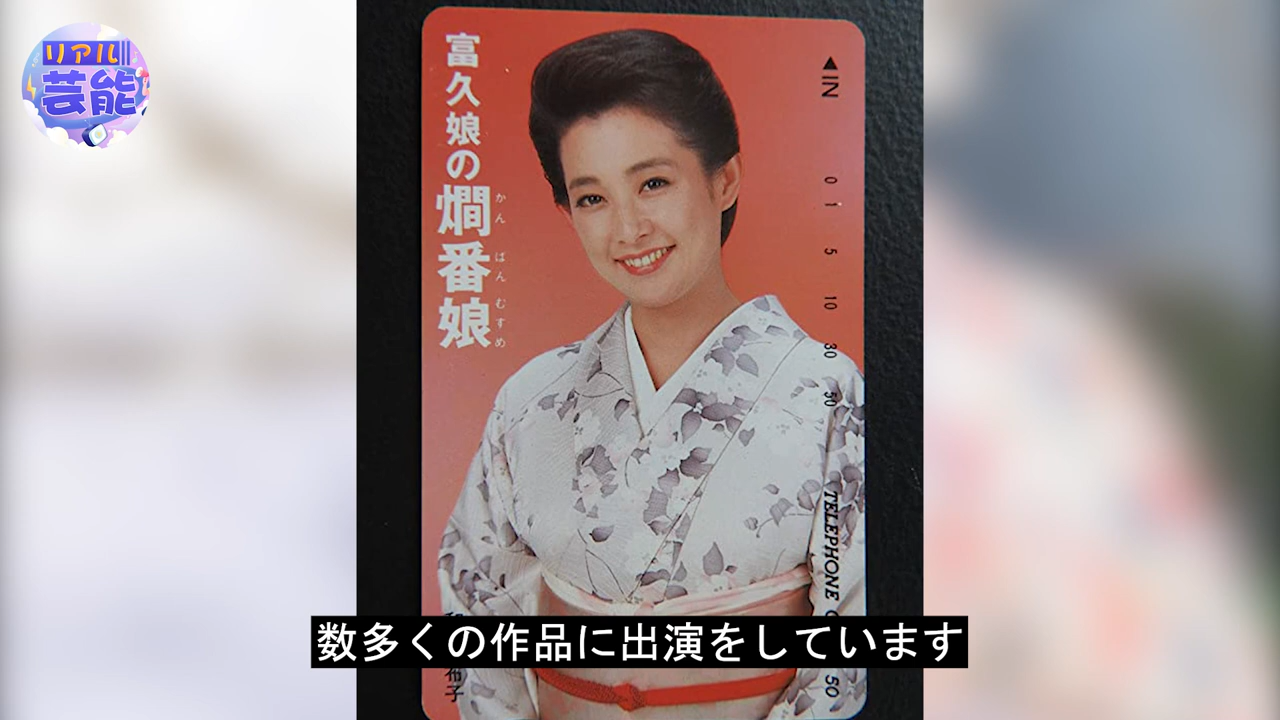 リアル
芸能
富久娘の
燗番娘
かん
ばん
むすめ
IN
0
1
5
10
30
50
TELEPHONE
50
数多くの作品に出演をしています
子